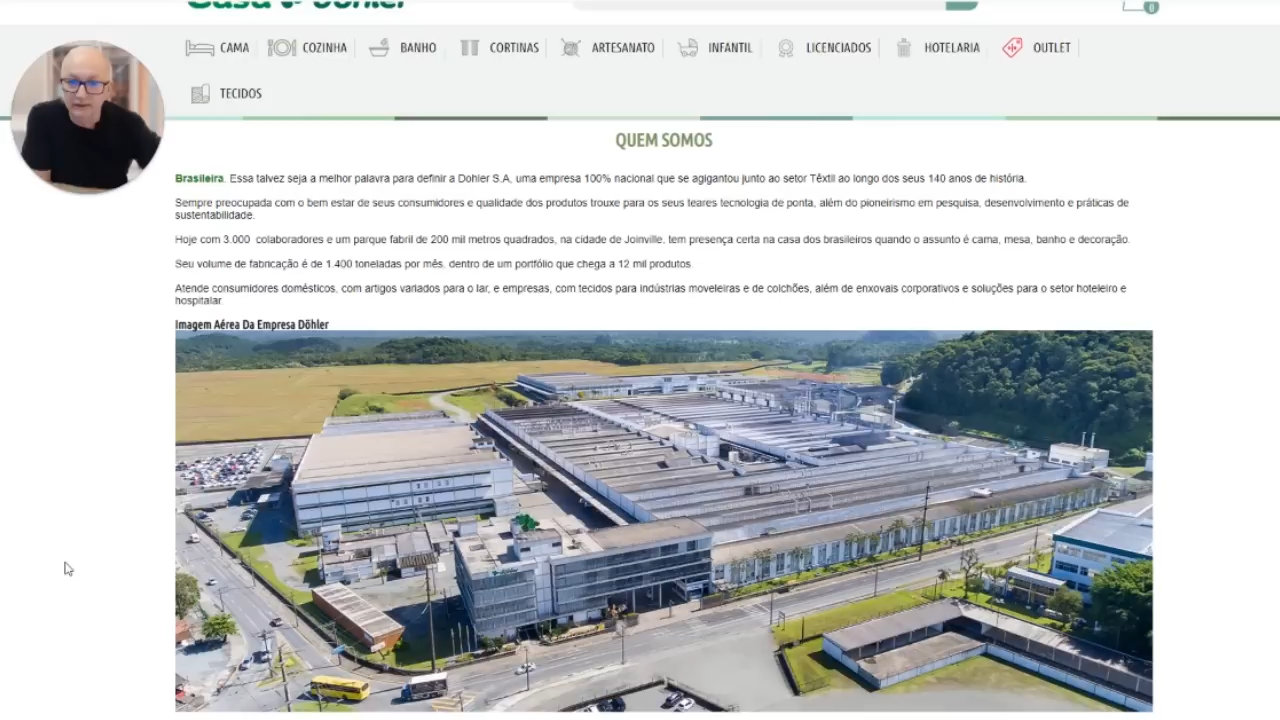 Casa Döhler
0
CAMA COZINHA BANHO CORTINAS ARTESANATO INFANTIL LICENCIADOS HOTELARIA OUTLET
TECIDOS
QUEM SOMOS
Brasileira. Essa talvez seja a melhor palavra para definir a Dohler S.A, uma empresa 100% nacional que se agigantou junto ao setor Têxtil ao longo dos seus 140 anos de história.
Sempre preocupada com o bem estar de seus consumidores e qualidade dos produtos trouxe para os seus teares tecnologia de ponta, além do pioneirismo em pesquisa, desenvolvimento e práticas de
sustentabilidade.
Hoje com 3.000 colaboradores e um parque fabril de 200 mil metros quadrados, na cidade de Joinville, tem presença certa na casa dos brasileiros quando o assunto é cama, mesa, banho e decoração.
Seu volume de fabricação é de 1.400 toneladas por mês, dentro de um portfólio que chega a 12 mil produtos.
Atende consumidores domésticos, com artigos variados para o lar, e empresas, com tecidos para indústrias moveleiras e de colchões, além de enxovais corporativos e soluções para o setor hoteleiro e
hospitalar.
Imagem Aérea Da Empresa Döhler